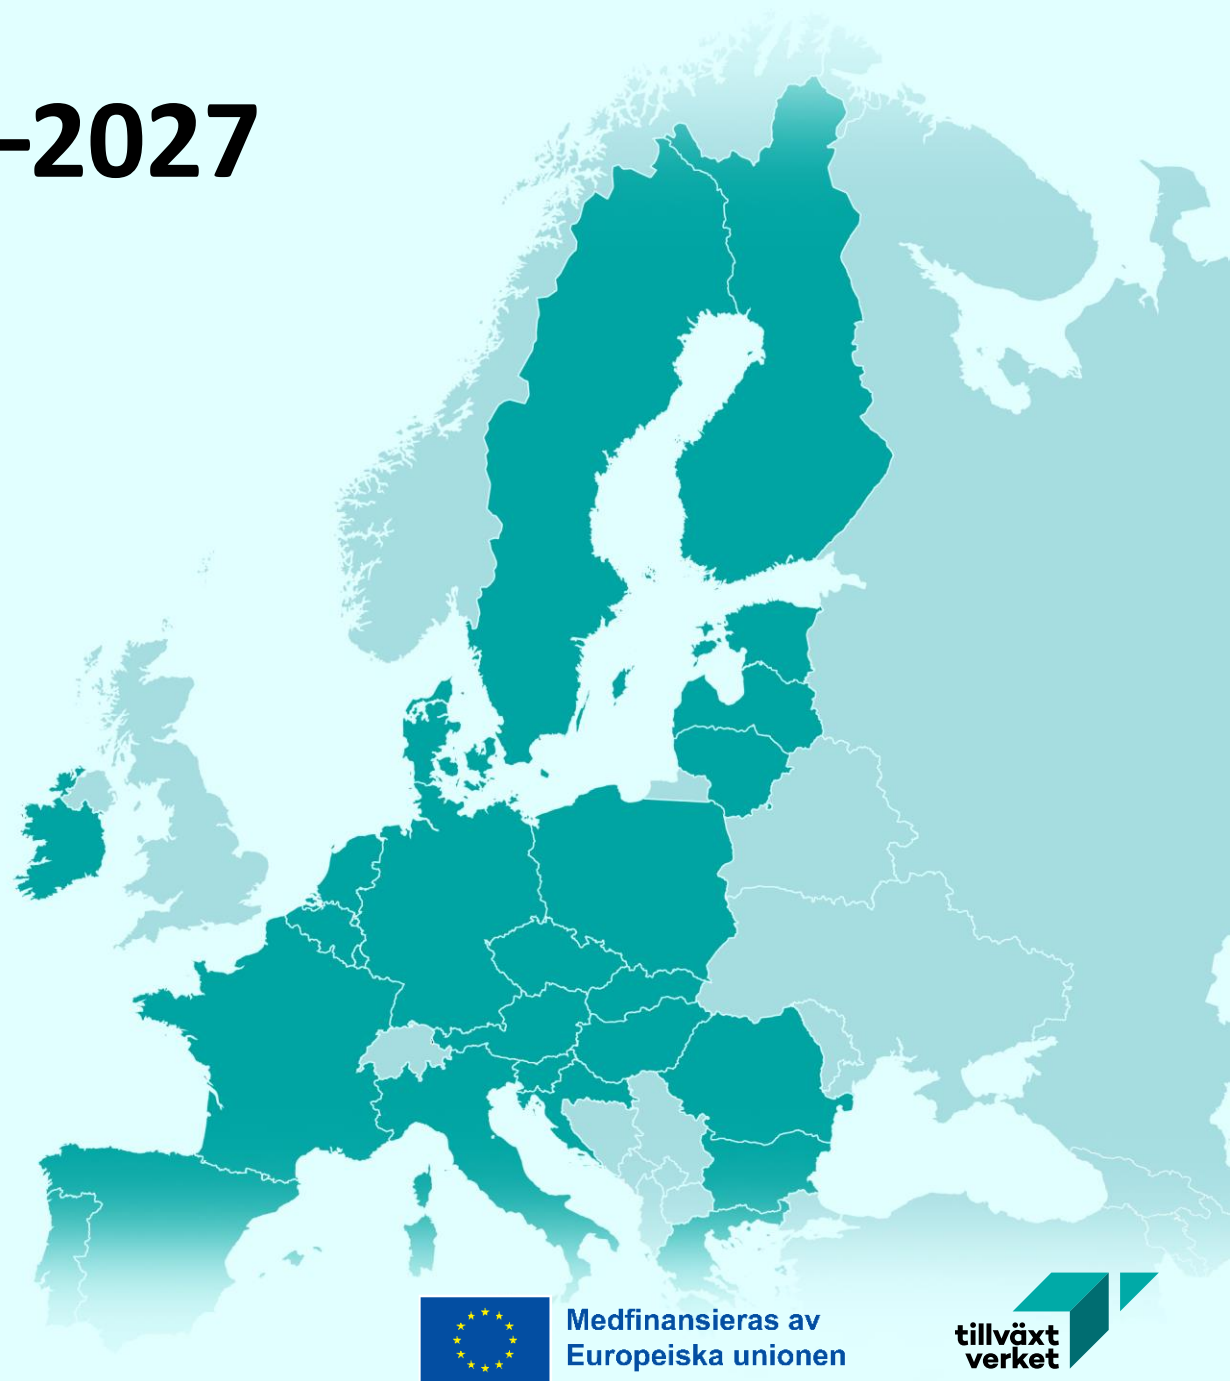 –2027
Medfinansieras av
Europeiska unionen
tillväxt
verket